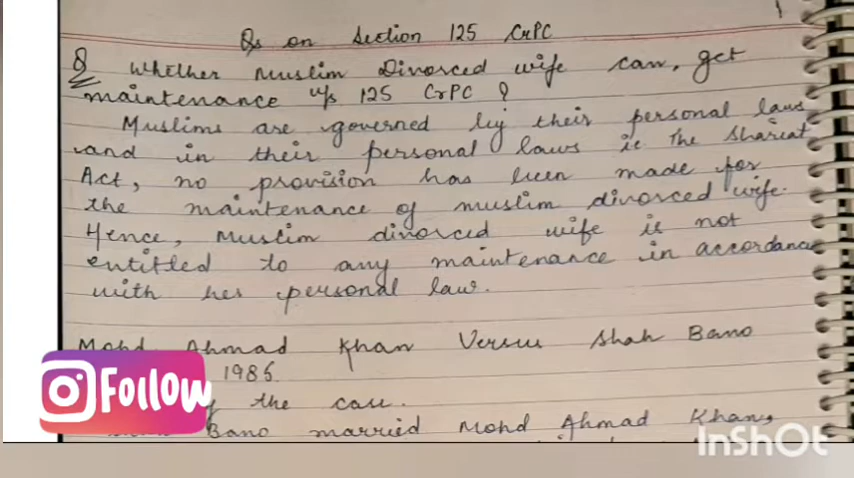 1
Qs on Section 125 CrPC
Q Whether Muslim Divorced wife can, get
maintenance u/s 125 CrPC ?
Muslims are governed by their personal laws
and in their personal laws ie the Shariat
Act, no provision has been made for
the maintenance of muslim divorced wife.
Hence, Muslim divorced wife is not
entitled to any maintenance in accordance
with her personal law.
Mohd Ahmad Khan Versus Shah Bano
1985
the case.
Bano married Mohd Ahmad Khan,
Follow
InShOt